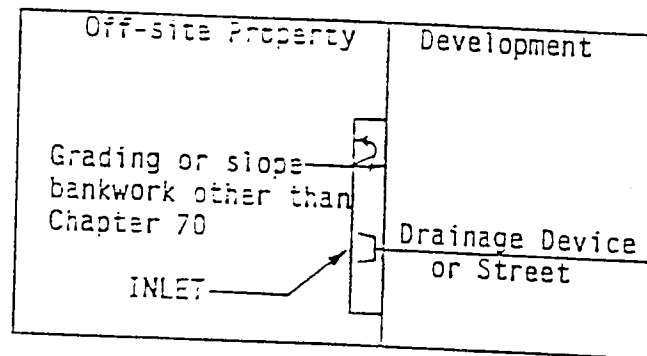 Off-site Property
Development
Grading or slope
bankwork other than
Chapter 70
INLET
Drainage Device
or Street